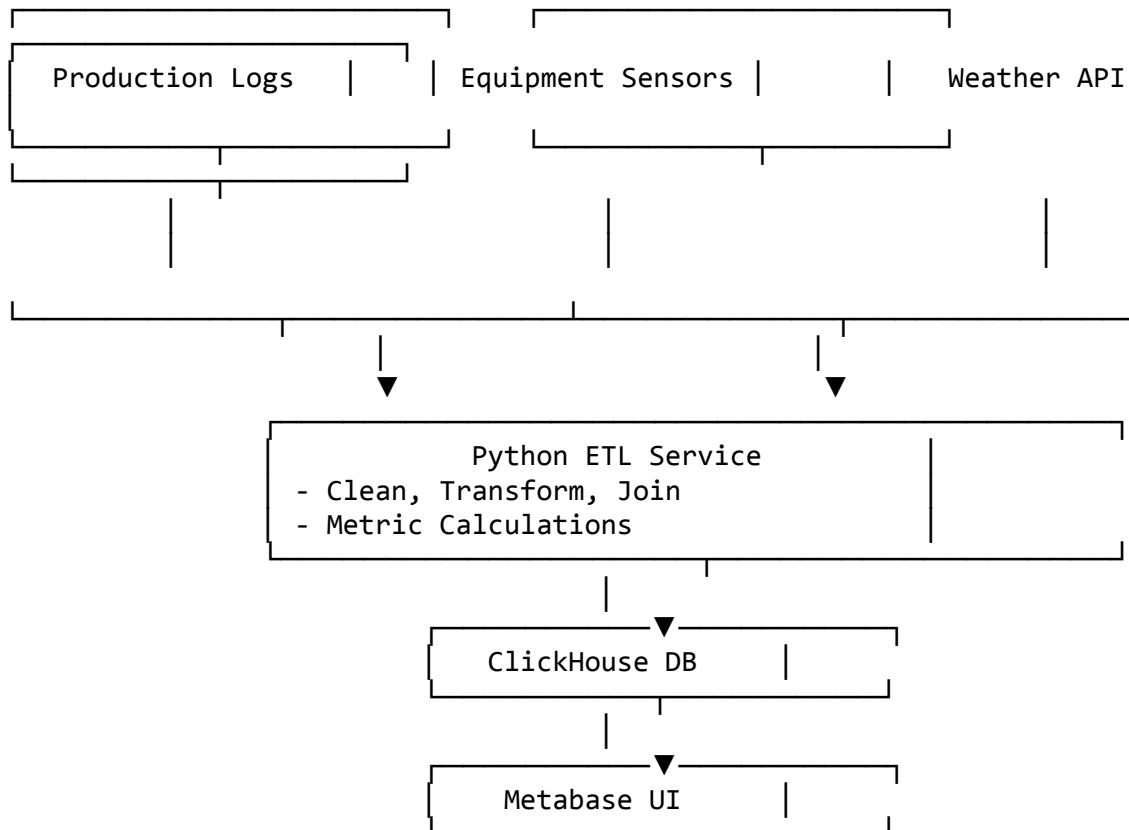 Production Logs Equipment Sensors Weather API
Python ETL Service
- Clean, Transform, Join
- Metric Calculations
ClickHouse DB
Metabase UI